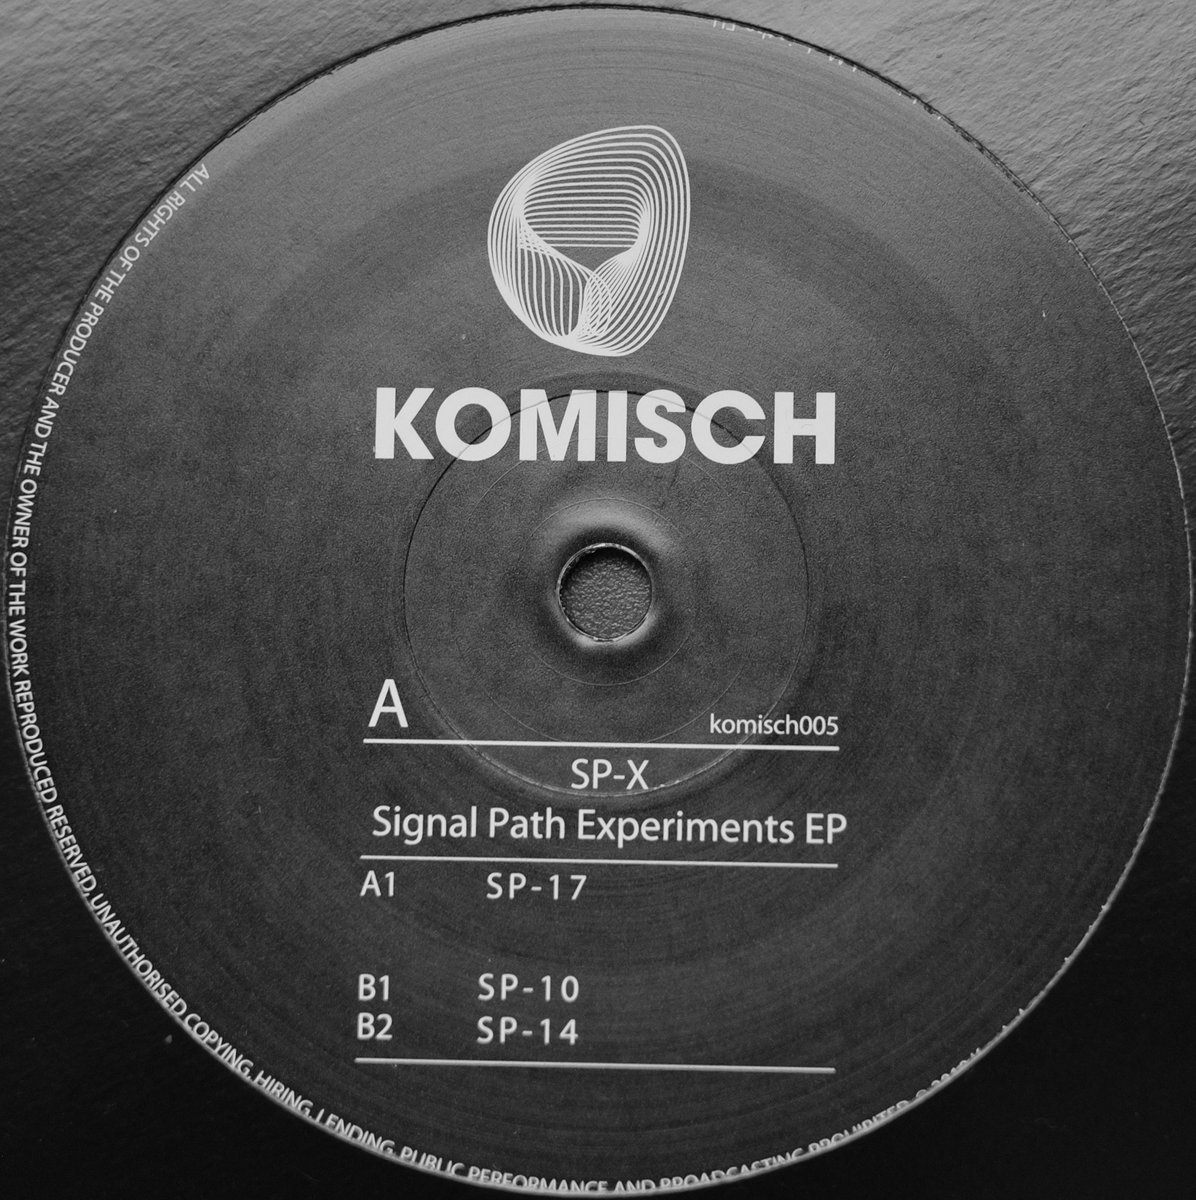 KOMISCH
A
komisch005
SP-X
Signal Path Experiments EP
A1 SP-17
B1 SP-10
B2 SP-14
ALL RIGHTS OF THE PRODUCER AND THE OWNER OF THE WORK REPRODUCED RESERVED. UNAUTHORISED COPYING, HIRING, LENDING, PUBLIC PERFORMANCE AND BROADCASTING PROHIBITED